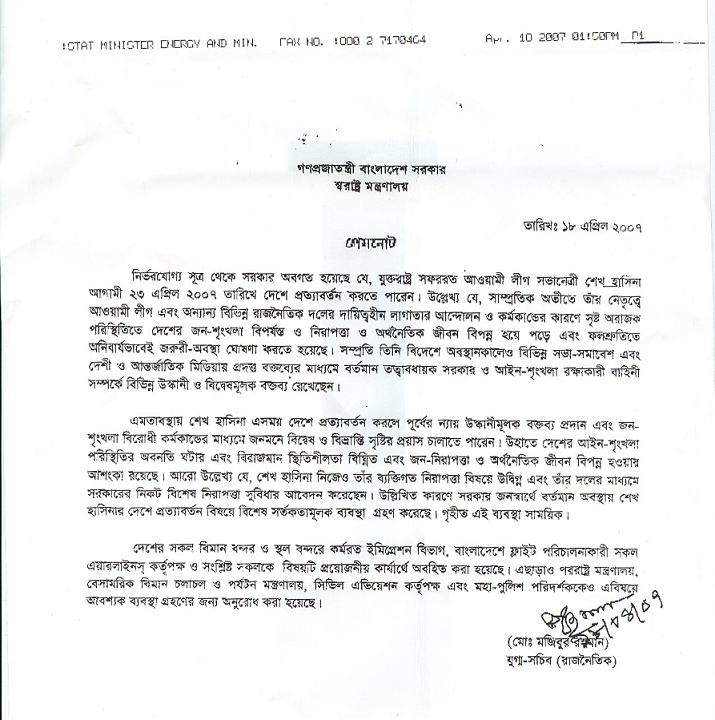 :STAT MINISTER ENERGY AND MIN. FAX NO. :000 2 7170464 Apr. 10 2007 01:50PM P1
গণপ্রজাতন্ত্রী বাংলাদেশ সরকার
স্বরাষ্ট্র মন্ত্রণালয়
তারিখঃ ১৮ এপ্রিল ২০০৭
প্রেসনোট
নির্ভরযোগ্য সূত্র থেকে সরকার অবগত হয়েছে যে, যুক্তরাষ্ট্র সফররত আওয়ামী লীগ সভানেত্রী শেখ হাসিনা
আগামী ২৩ এপ্রিল ২০০৭ তারিখে দেশে প্রত্যাবর্তন করতে পারেন। উল্লেখ্য যে, সাম্প্রতিক অতীতে তাঁর নেতৃত্বে
আওয়ামী লীগ এবং অন্যান্য বিভিন্ন রাজনৈতিক দলের দায়িত্বহীন লাগাতার আন্দোলন ও কর্মকান্ডের কারণে সৃষ্ট অরাজক
পরিস্থিতিতে দেশের জন-শৃংখলা বিপর্যস্ত ও নিরাপত্তা ও অর্থনৈতিক জীবন বিপন্ন হয়ে পড়ে এবং ফলশ্রুতিতে
অনিবার্যভাবেই জরুরী-অবস্থা ঘোষণা করতে হয়েছে। সম্প্রতি তিনি বিদেশে অবস্থানকালেও বিভিন্ন সভা-সমাবেশ এবং
দেশী ও আন্তর্জাতিক মিডিয়ায় প্রদত্ত বক্তব্যের মাধ্যমে বর্তমান তত্ত্বাবধায়ক সরকার ও আইন-শৃংখলা রক্ষাকারী বাহিনী
সম্পর্কে বিভিন্ন উস্কানী ও বিদ্বেষমূলক বক্তব্য রেখেছেন।
এমতাবস্থায় শেখ হাসিনা এসময় দেশে প্রত্যাবর্তন করলে পূর্বের ন্যায় উস্কানীমূলক বক্তব্য প্রদান এবং জন-
শৃংখলা বিরোধী কর্মকান্ডের মাধ্যমে জনমনে বিদ্বেষ ও বিভ্রান্তি সৃষ্টির প্রয়াস চালাতে পারেন। উহাতে দেশের আইন-শৃংখলা
পরিস্থিতির অবনতি ঘটার এবং বিরাজমান স্থিতিশীলতা বিঘ্নিত এবং জন-নিরাপত্তা ও অর্থনৈতিক জীবন বিপন্ন হওয়ার
আশংকা রয়েছে। আরো উল্লেখ্য যে, শেখ হাসিনা নিজেও তাঁর ব্যক্তিগত নিরাপত্তা বিষয়ে উদ্বিগ্ন এবং তাঁর দলের মাধ্যমে
সরকারের নিকট বিশেষ নিরাপত্তা সুবিধার আবেদন করেছেন। উল্লিখিত কারণে সরকার জনস্বার্থে বর্তমান অবস্থায় শেখ
হাসিনার দেশে প্রত্যাবর্তন বিষয়ে বিশেষ সর্তকতামূলক ব্যবস্থা গ্রহণ করেছে। গৃহীত এই ব্যবস্থা সাময়িক।
দেশের সকল বিমান বন্দর ও স্থল বন্দরে কর্মরত ইমিগ্রেশন বিভাগ, বাংলাদেশে ফ্লাইট পরিচালনাকারী সকল
এয়ারলাইনস্ কর্তৃপক্ষ ও সংশ্লিষ্ট সকলকে বিষয়টি প্রয়োজনীয় কার্যার্থে অবহিত করা হয়েছে। এছাড়াও পররাষ্ট্র মন্ত্রণালয়,
বেসামরিক বিমান চলাচল ও পর্যটন মন্ত্রণালয়, সিভিল এভিয়েশন কর্তৃপক্ষ এবং মহা-পুলিশ পরিদর্শককেও এবিষয়ে
আবশ্যক ব্যবস্থা গ্রহণের জন্য অনুরোধ করা হয়েছে।
(মোঃ মজিবুর রহমান)
যুগ্ম-সচিব (রাজনৈতিক)